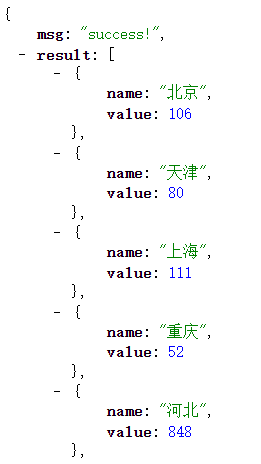 {
msg: "success!",
- result: [
- {
name: "北京",
value: 106
},
- {
name: "天津",
value: 80
},
- {
name: "上海",
value: 111
},
- {
name: "重庆",
value: 52
},
- {
name: "河北",
value: 848
},